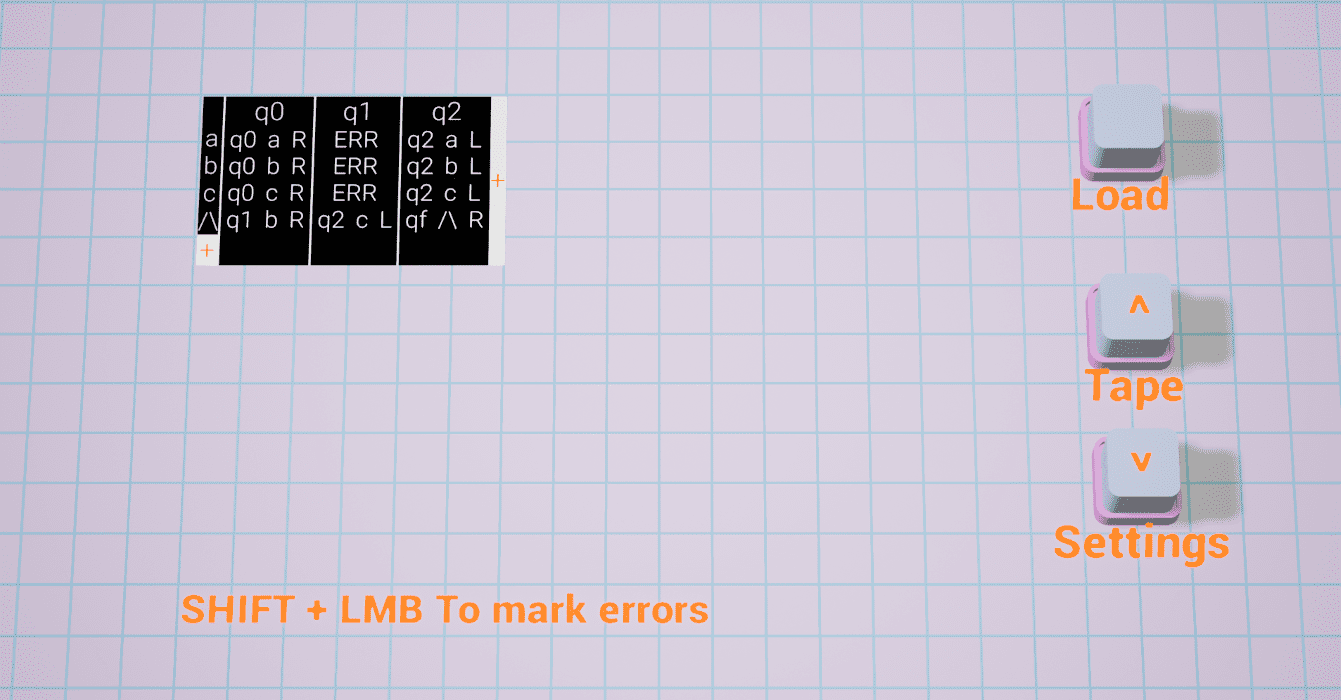 q0 q1 q2
a q0 a R ERR q2 a L
b q0 b R ERR q2 b L
c q0 c R ERR q2 c L
/\ q1 b R q2 c L qf /\ R
+
+
Load
^
Tape
v
Settings
SHIFT + LMB To mark errors